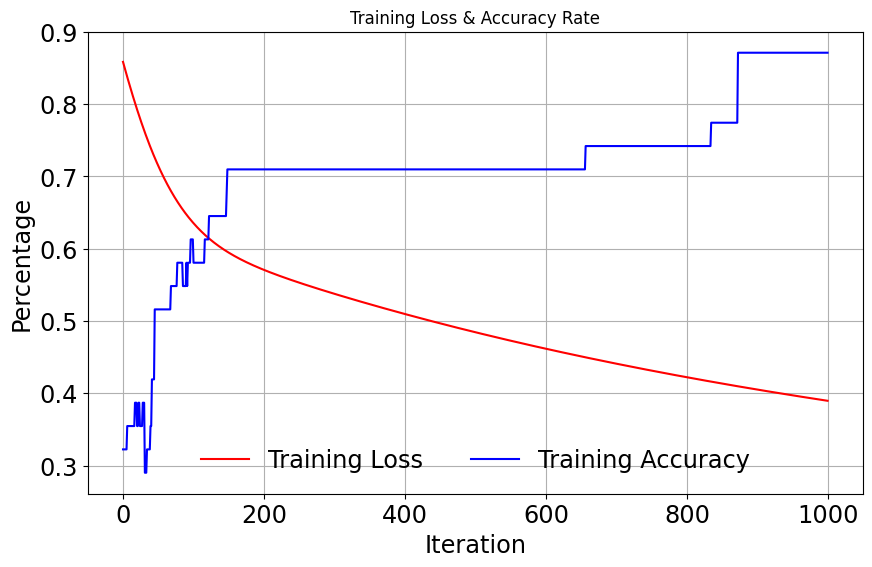 Training Loss & Accuracy Rate
0.9
0.8
0.7
0.6
0.5
0.4
0.3
Percentage
Training Loss
Training Accuracy
0 200 400 600 800 1000
Iteration